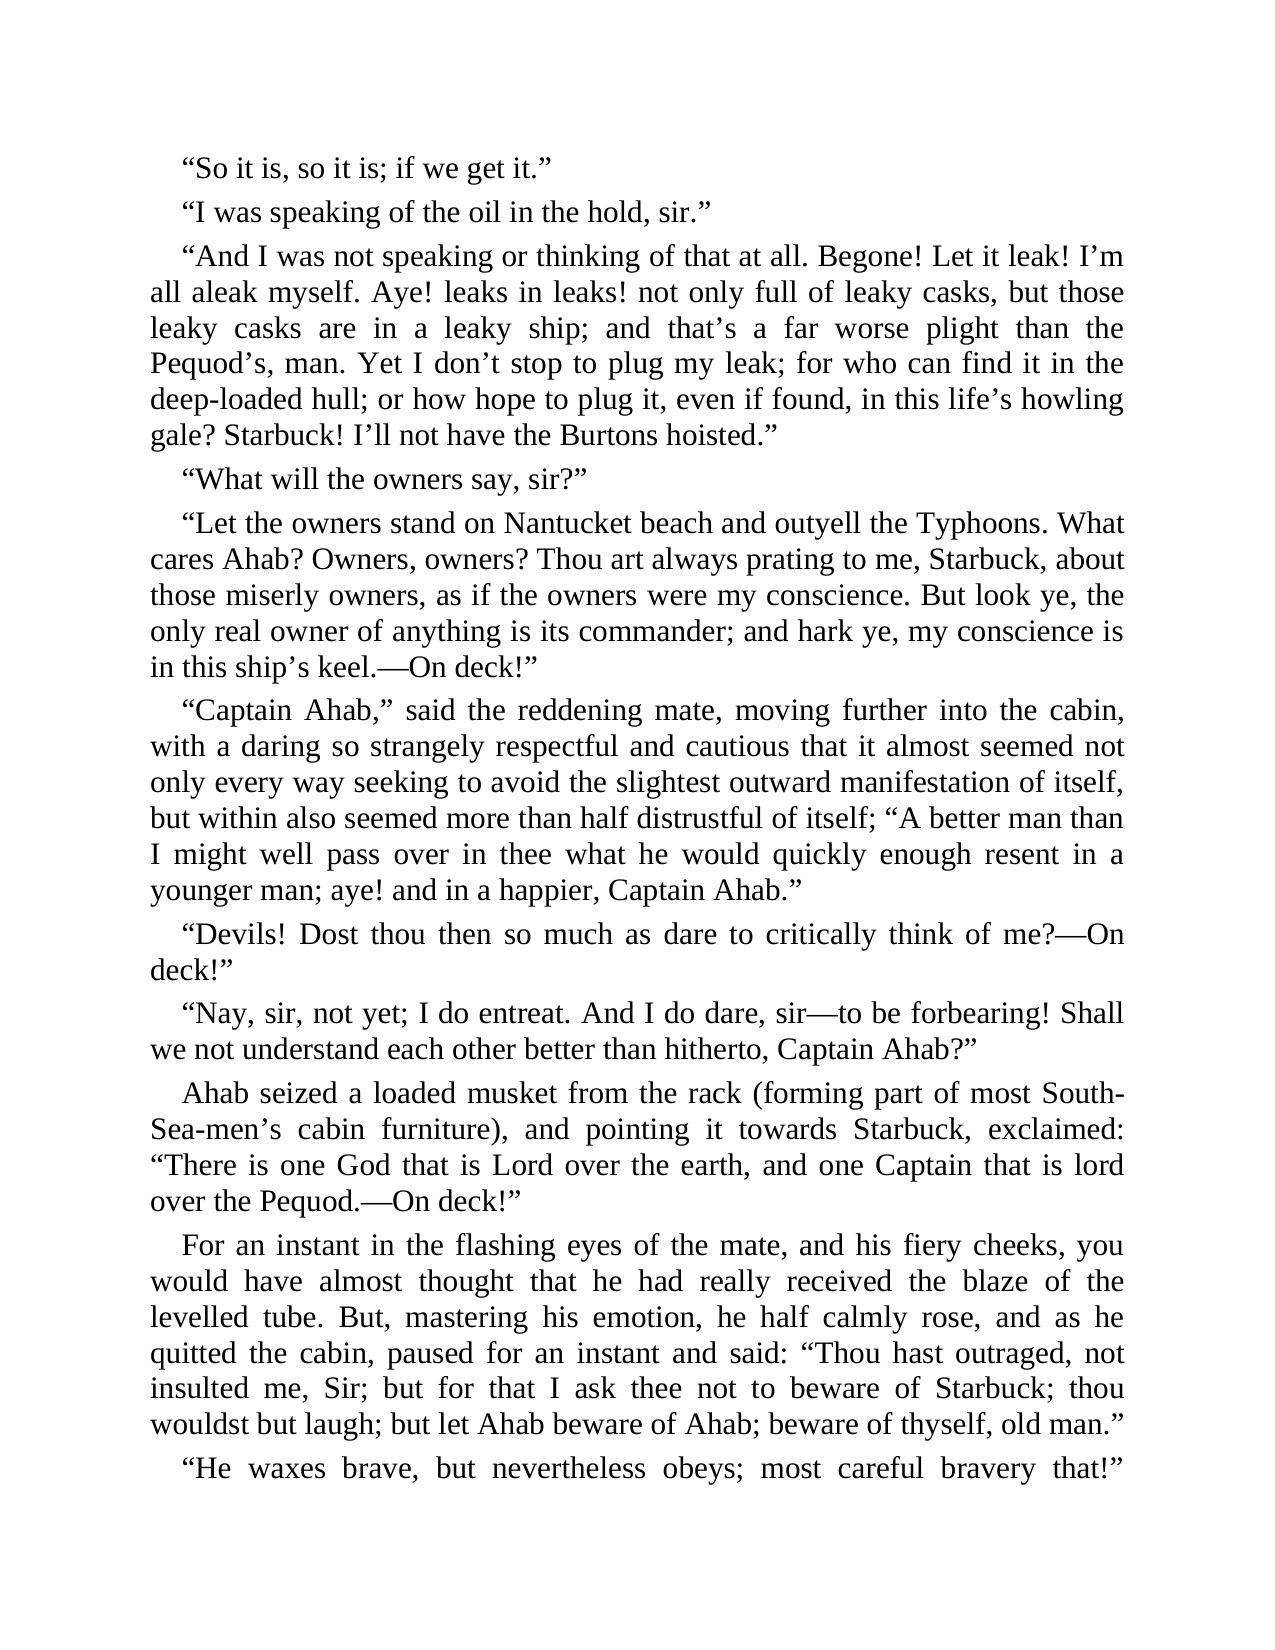 “So it is, so it is; if we get it.”
“I was speaking of the oil in the hold, sir.”
“And I was not speaking or thinking of that at all. Begone! Let it leak! I’m
all aleak myself. Aye! leaks in leaks! not only full of leaky casks, but those
leaky casks are in a leaky ship; and that’s a far worse plight than the
Pequod’s, man. Yet I don’t stop to plug my leak; for who can find it in the
deep-loaded hull; or how hope to plug it, even if found, in this life’s howling
gale? Starbuck! I’ll not have the Burtons hoisted.”
“What will the owners say, sir?”
“Let the owners stand on Nantucket beach and outyell the Typhoons. What
cares Ahab? Owners, owners? Thou art always prating to me, Starbuck, about
those miserly owners, as if the owners were my conscience. But look ye, the
only real owner of anything is its commander; and hark ye, my conscience is
in this ship’s keel.—On deck!”
“Captain Ahab,” said the reddening mate, moving further into the cabin,
with a daring so strangely respectful and cautious that it almost seemed not
only every way seeking to avoid the slightest outward manifestation of itself,
but within also seemed more than half distrustful of itself; “A better man than
I might well pass over in thee what he would quickly enough resent in a
younger man; aye! and in a happier, Captain Ahab.”
“Devils! Dost thou then so much as dare to critically think of me?—On
deck!”
“Nay, sir, not yet; I do entreat. And I do dare, sir—to be forbearing! Shall
we not understand each other better than hitherto, Captain Ahab?”
Ahab seized a loaded musket from the rack (forming part of most South-
Sea-men’s cabin furniture), and pointing it towards Starbuck, exclaimed:
“There is one God that is Lord over the earth, and one Captain that is lord
over the Pequod.—On deck!”
For an instant in the flashing eyes of the mate, and his fiery cheeks, you
would have almost thought that he had really received the blaze of the
levelled tube. But, mastering his emotion, he half calmly rose, and as he
quitted the cabin, paused for an instant and said: “Thou hast outraged, not
insulted me, Sir; but for that I ask thee not to beware of Starbuck; thou
wouldst but laugh; but let Ahab beware of Ahab; beware of thyself, old man.”
“He waxes brave, but nevertheless obeys; most careful bravery that!”